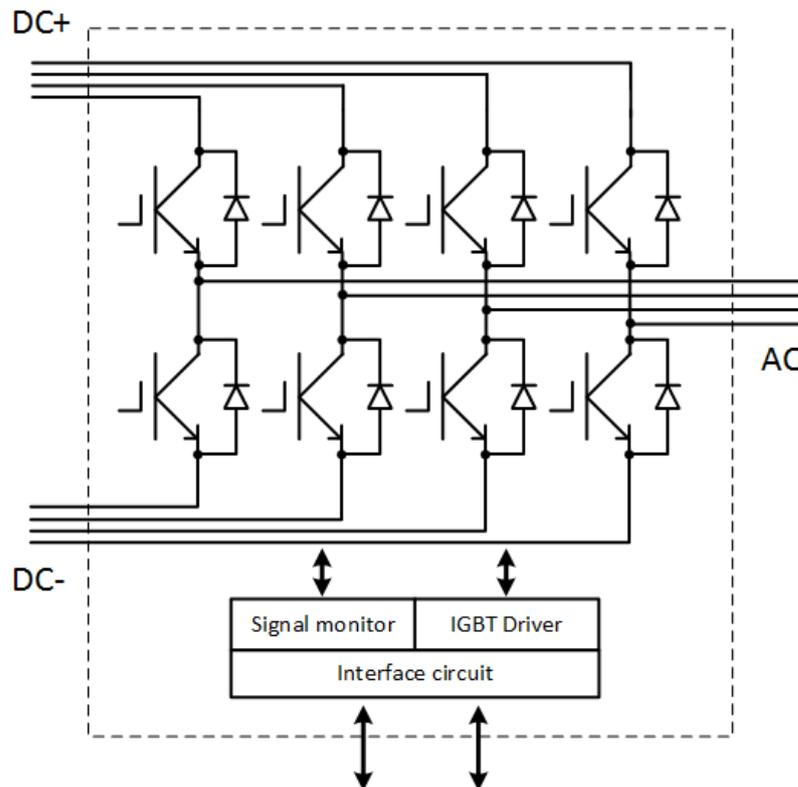 DC+
AC
DC-
Signal monitor
IGBT Driver
Interface circuit